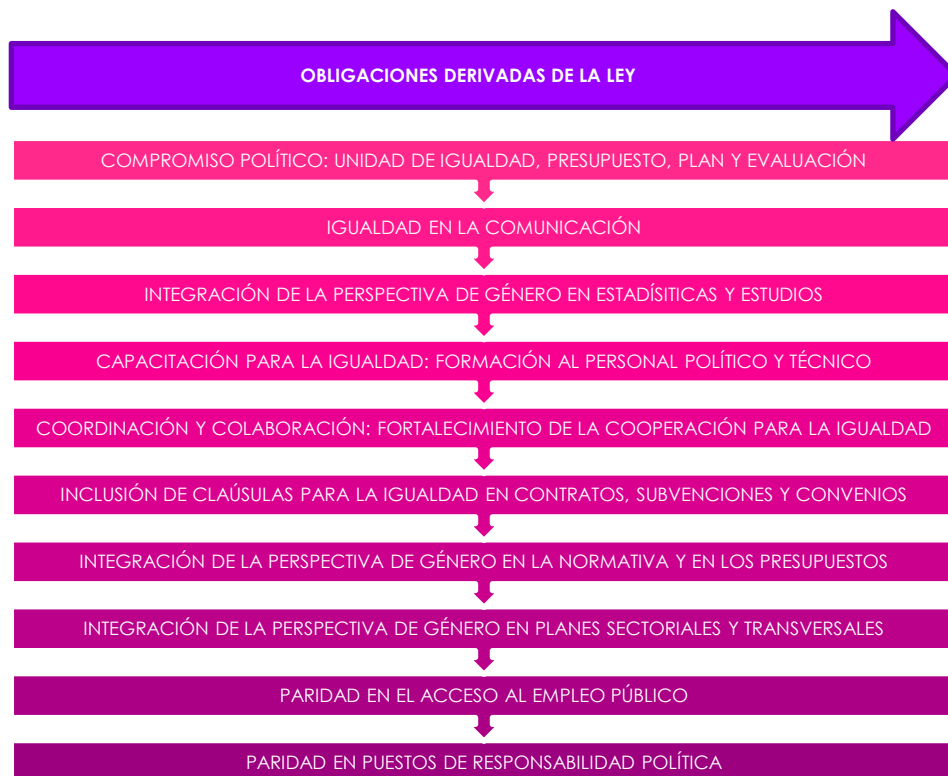 OBLIGACIONES DERIVADAS DE LA LEY
COMPROMISO POLÍTICO: UNIDAD DE IGUALDAD, PRESUPUESTO, PLAN Y EVALUACIÓN
IGUALDAD EN LA COMUNICACIÓN
INTEGRACIÓN DE LA PERSPECTIVA DE GÉNERO EN ESTADÍSITICAS Y ESTUDIOS
CAPACITACIÓN PARA LA IGUALDAD: FORMACIÓN AL PERSONAL POLÍTICO Y TÉCNICO
COORDINACIÓN Y COLABORACIÓN: FORTALECIMIENTO DE LA COOPERACIÓN PARA LA IGUALDAD
INCLUSIÓN DE CLAÚSULAS PARA LA IGUALDAD EN CONTRATOS, SUBVENCIONES Y CONVENIOS
INTEGRACIÓN DE LA PERSPECTIVA DE GÉNERO EN LA NORMATIVA Y EN LOS PRESUPUESTOS
INTEGRACIÓN DE LA PERSPECTIVA DE GÉNERO EN PLANES SECTORIALES Y TRANSVERSALES
PARIDAD EN EL ACCESO AL EMPLEO PÚBLICO
PARIDAD EN PUESTOS DE RESPONSABILIDAD POLÍTICA